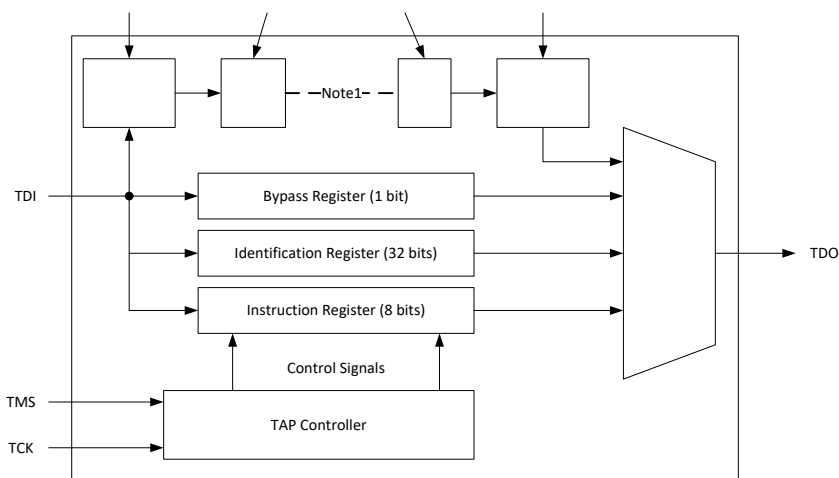 Note1
TDI
Bypass Register (1 bit)
Identification Register (32 bits)
TDO
Instruction Register (8 bits)
Control Signals
TMS
TAP Controller
TCK